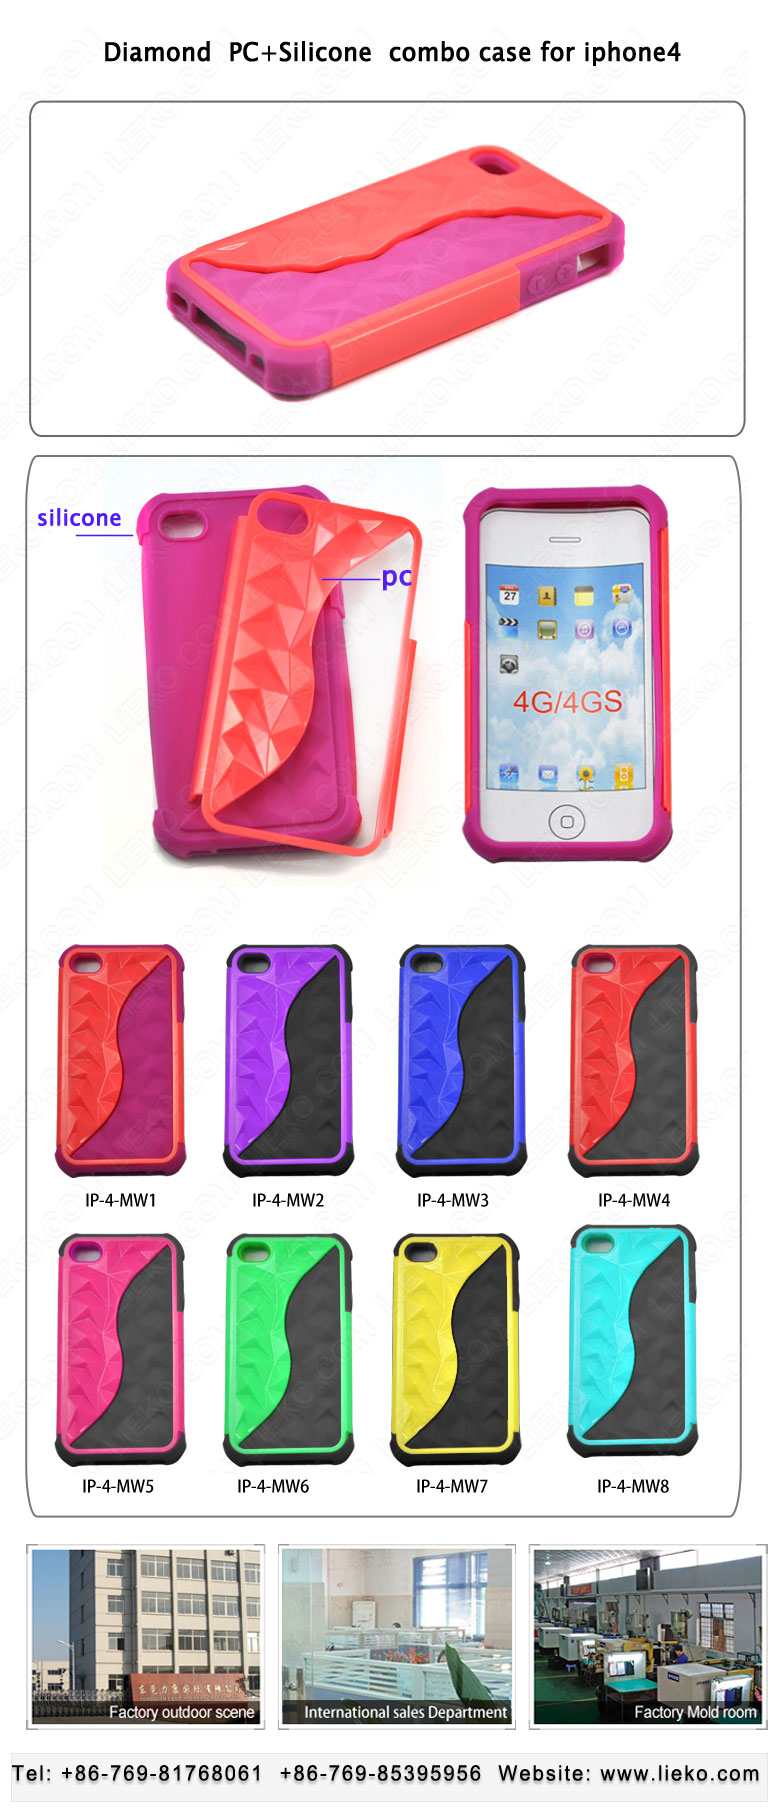 Diamond PC+Silicone combo case for iphone4
silicone
pc
27
4G/4GS
IP-4-MW1 IP-4-MW2 IP-4-MW3 IP-4-MW4
IP-4-MW5 IP-4-MW6 IP-4-MW7 IP-4-MW8
Factory outdoor scene International sales Department Factory Mold room
Tel: +86-769-81768061 +86-769-85395956 Website: www.lieko.com
LIEKO.COM